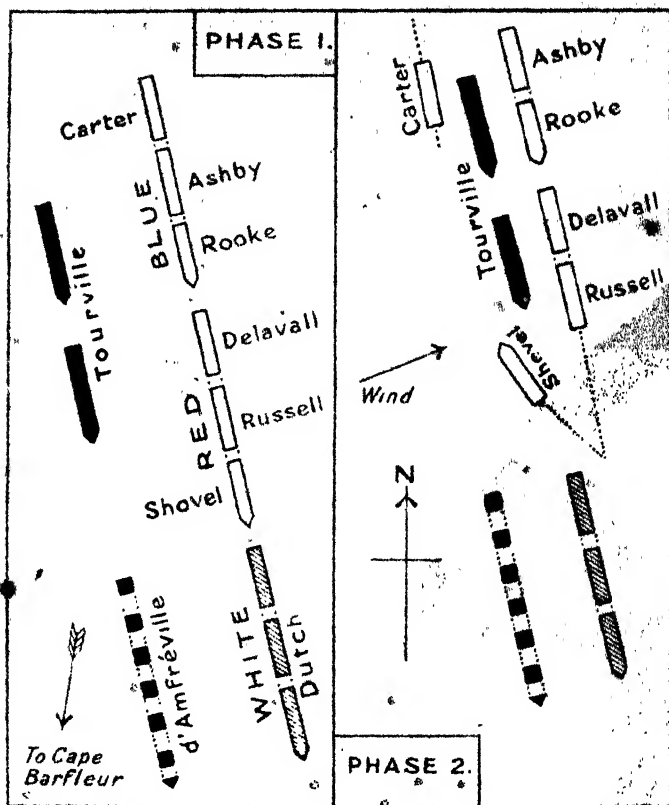 PHASE 1.
Carter
Ashby
BLUE
Rooke
Tourville
Delavall
RED
Russell
Shovel
WHITE
Dutch
d'Amfréville
To Cape
Barfleur
Carter
Ashby
Rooke
Tourville
Delavall
Russell
Shovel
Wind
N
PHASE 2.